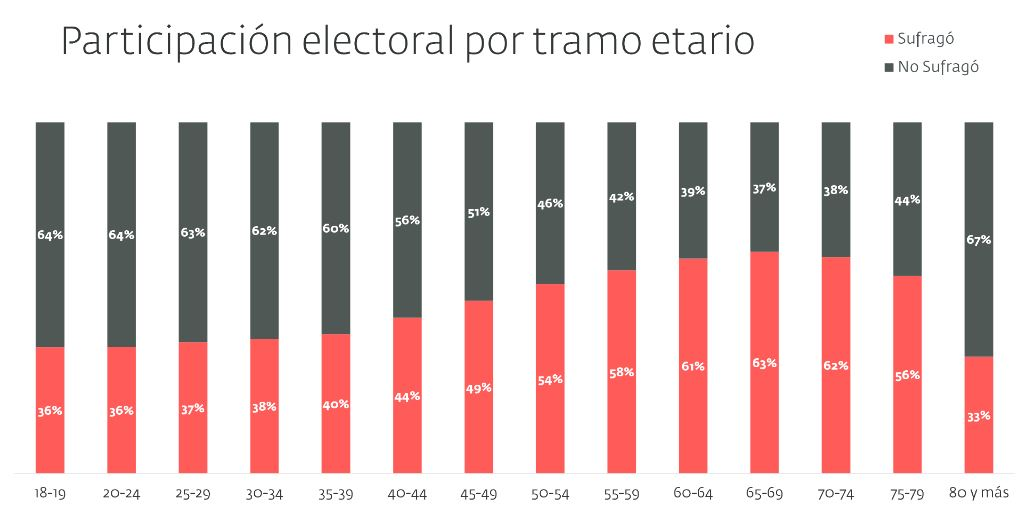 Participación electoral por tramo etario
Sufragó
No Sufragó
64% 64% 63% 62% 60% 56% 51% 46% 42% 39% 37% 38% 44% 67%
36% 36% 37% 38% 40% 44% 49% 54% 58% 61% 63% 62% 56% 33%
18-19 20-24 25-29 30-34 35-39 40-44 45-49 50-54 55-59 60-64 65-69 70-74 75-79 80 y más